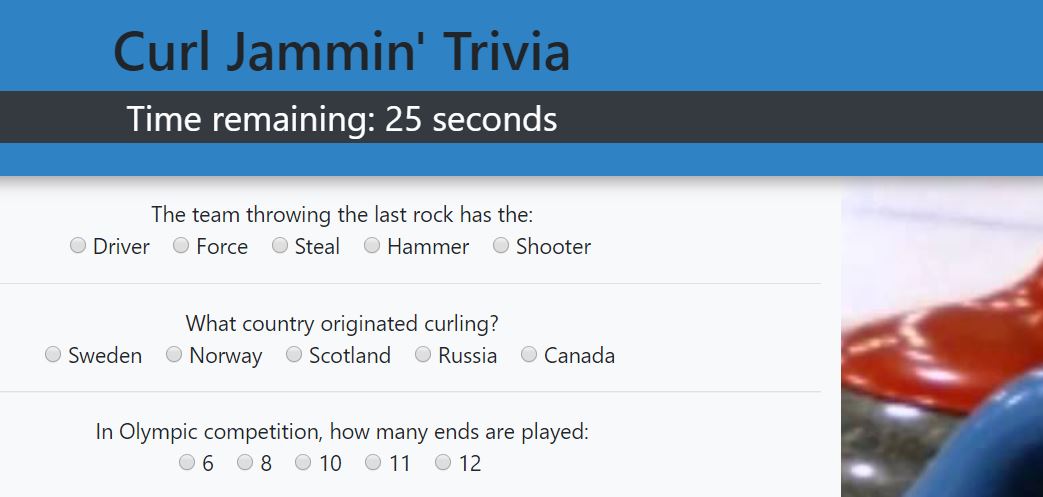 Curl Jammin' Trivia
Time remaining: 25 seconds
The team throwing the last rock has the:
Driver Force Steal Hammer Shooter
What country originated curling?
Sweden Norway Scotland Russia Canada
In Olympic competition, how many ends are played:
6 8 10 11 12